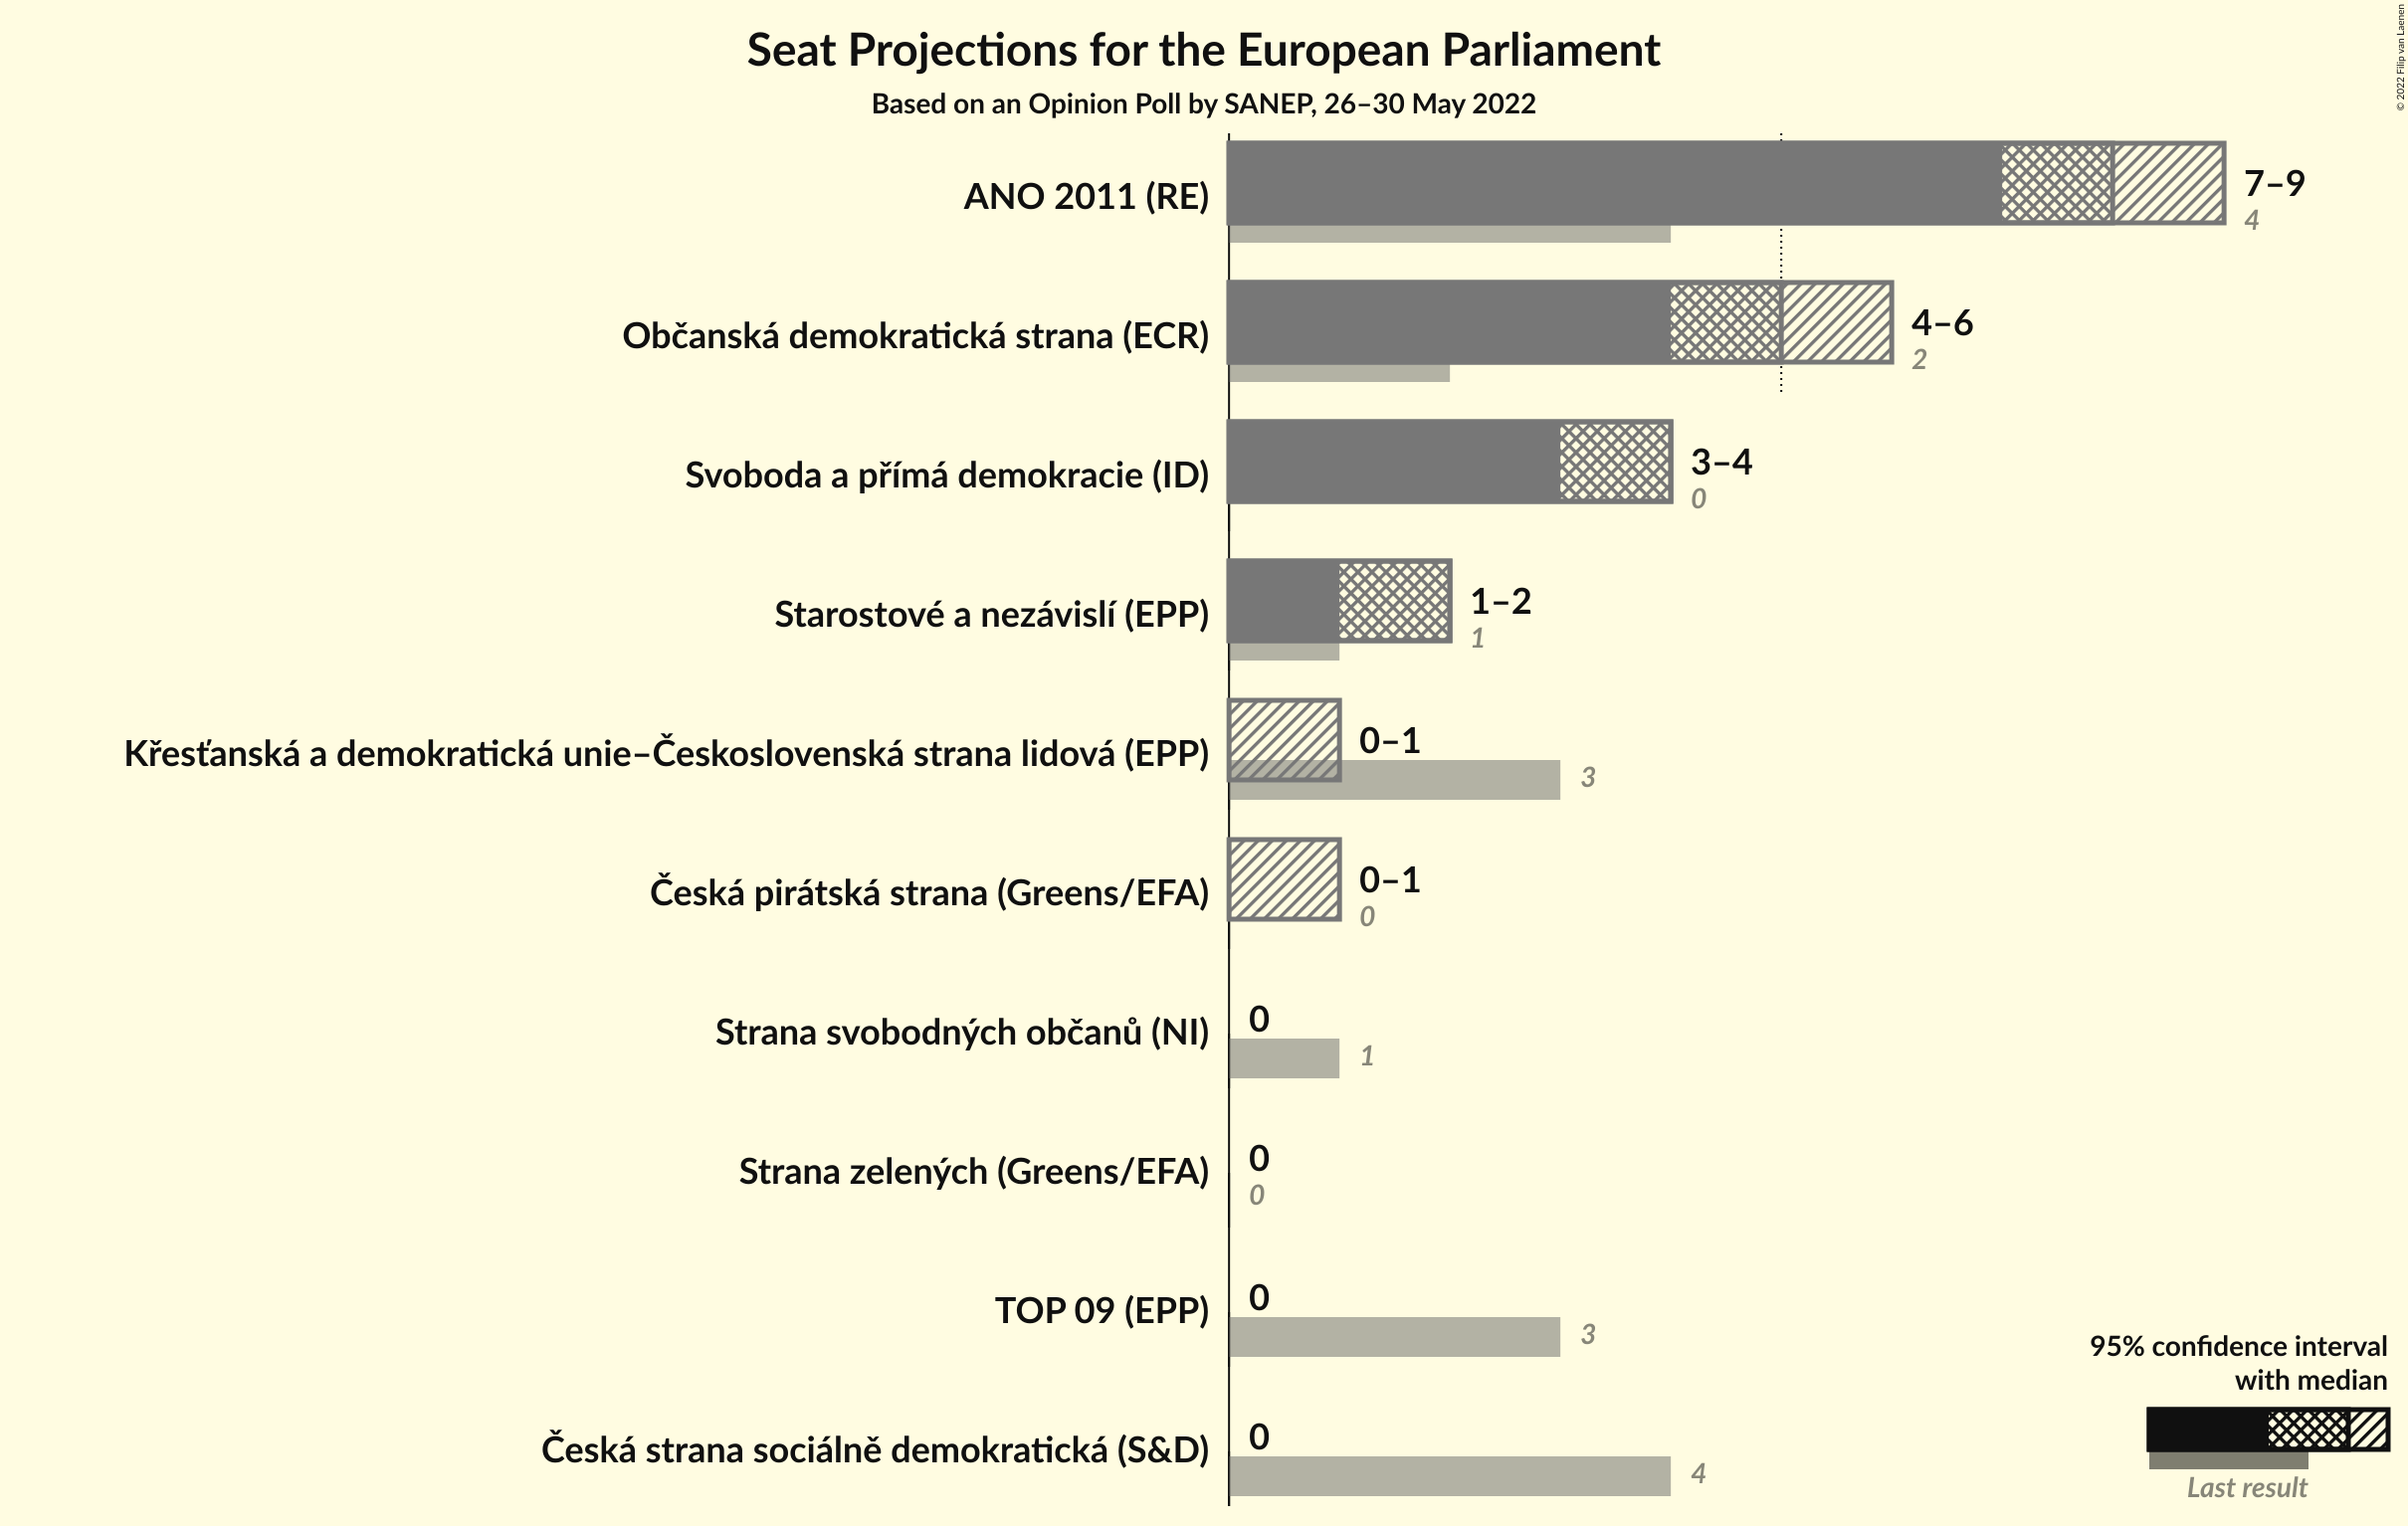 Seat Projections for the European Parliament
Based on an Opinion Poll by SANEP, 26–30 May 2022
© 2022 Filip van Laenen
ANO 2011 (RE)
7–9
4
Občanská demokratická strana (ECR)
4–6
2
Svoboda a přímá demokracie (ID)
3–4
0
Starostové a nezávislí (EPP)
1–2
1
Křesťanská a demokratická unie–Československá strana lidová (EPP)
0–1
3
Česká pirátská strana (Greens/EFA)
0–1
0
Strana svobodných občanů (NI)
0
1
Strana zelených (Greens/EFA)
0
0
TOP 09 (EPP)
0
3
Česká strana sociálně demokratická (S&D)
0
4
95% confidence interval
with median
Last result